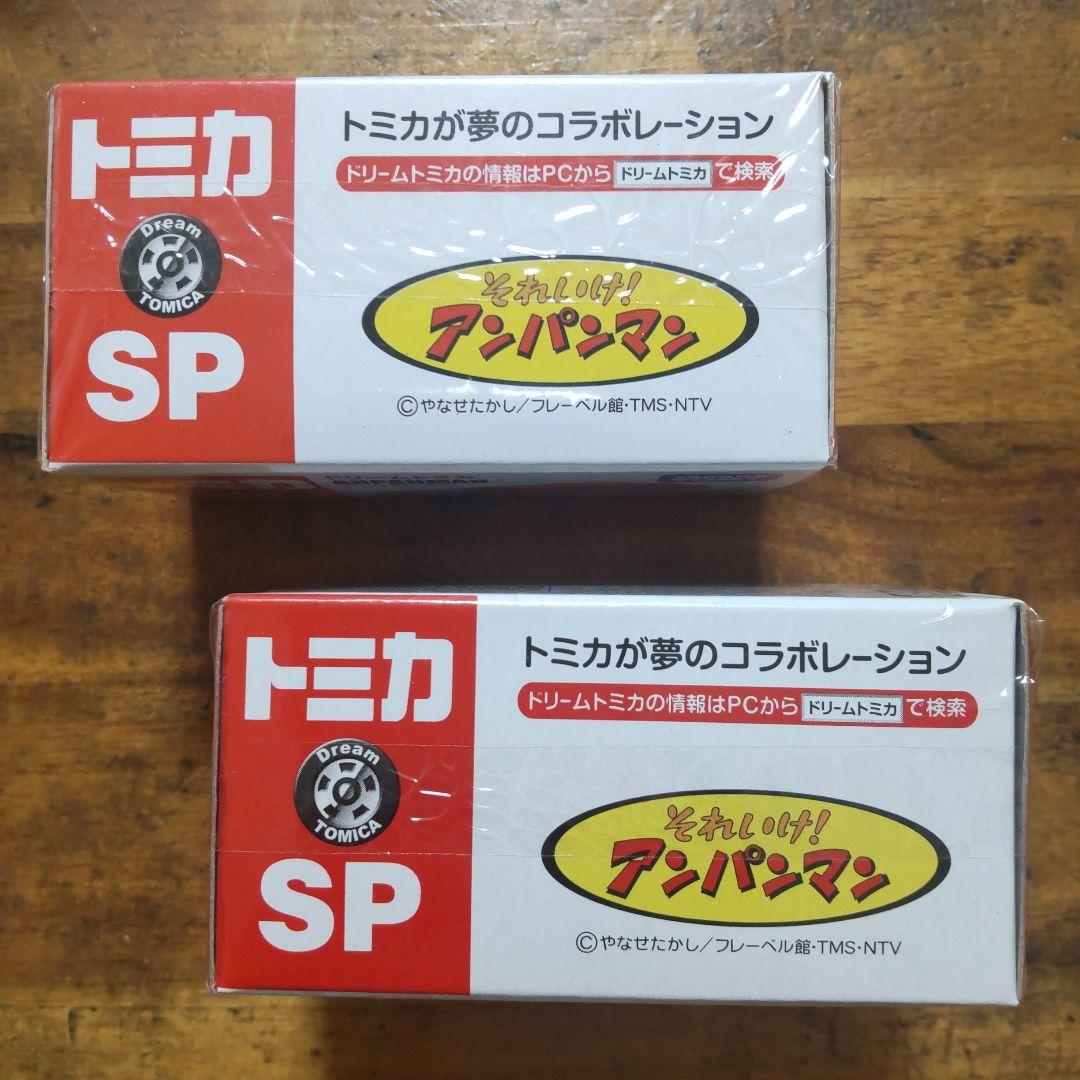 トミカ
Dream
TOMICA
SP
トミカが夢のコラボレーション
ドリームトミカの情報はPCから ドリームトミカ で検索
それいけ!
アンパンマン
©やなせたかし/フレーベル館・TMS・NTV
トミカ
Dream
TOMICA
SP
トミカが夢のコラボレーション
ドリームトミカの情報はPCから ドリームトミカ で検索
それいけ!
アンパンマン
©やなせたかし/フレーベル館・TMS・NTV